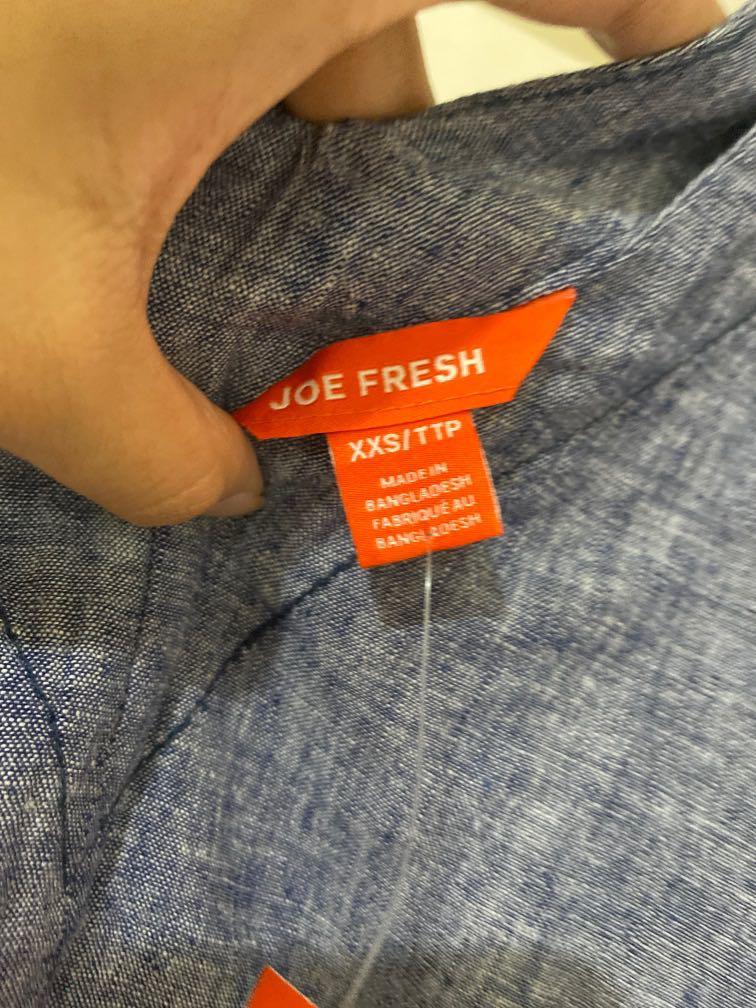 JOE FRESH
XXS/TTP
MADE IN
BANGLADESH
FABRIQUÉ AU
BANGLADESH